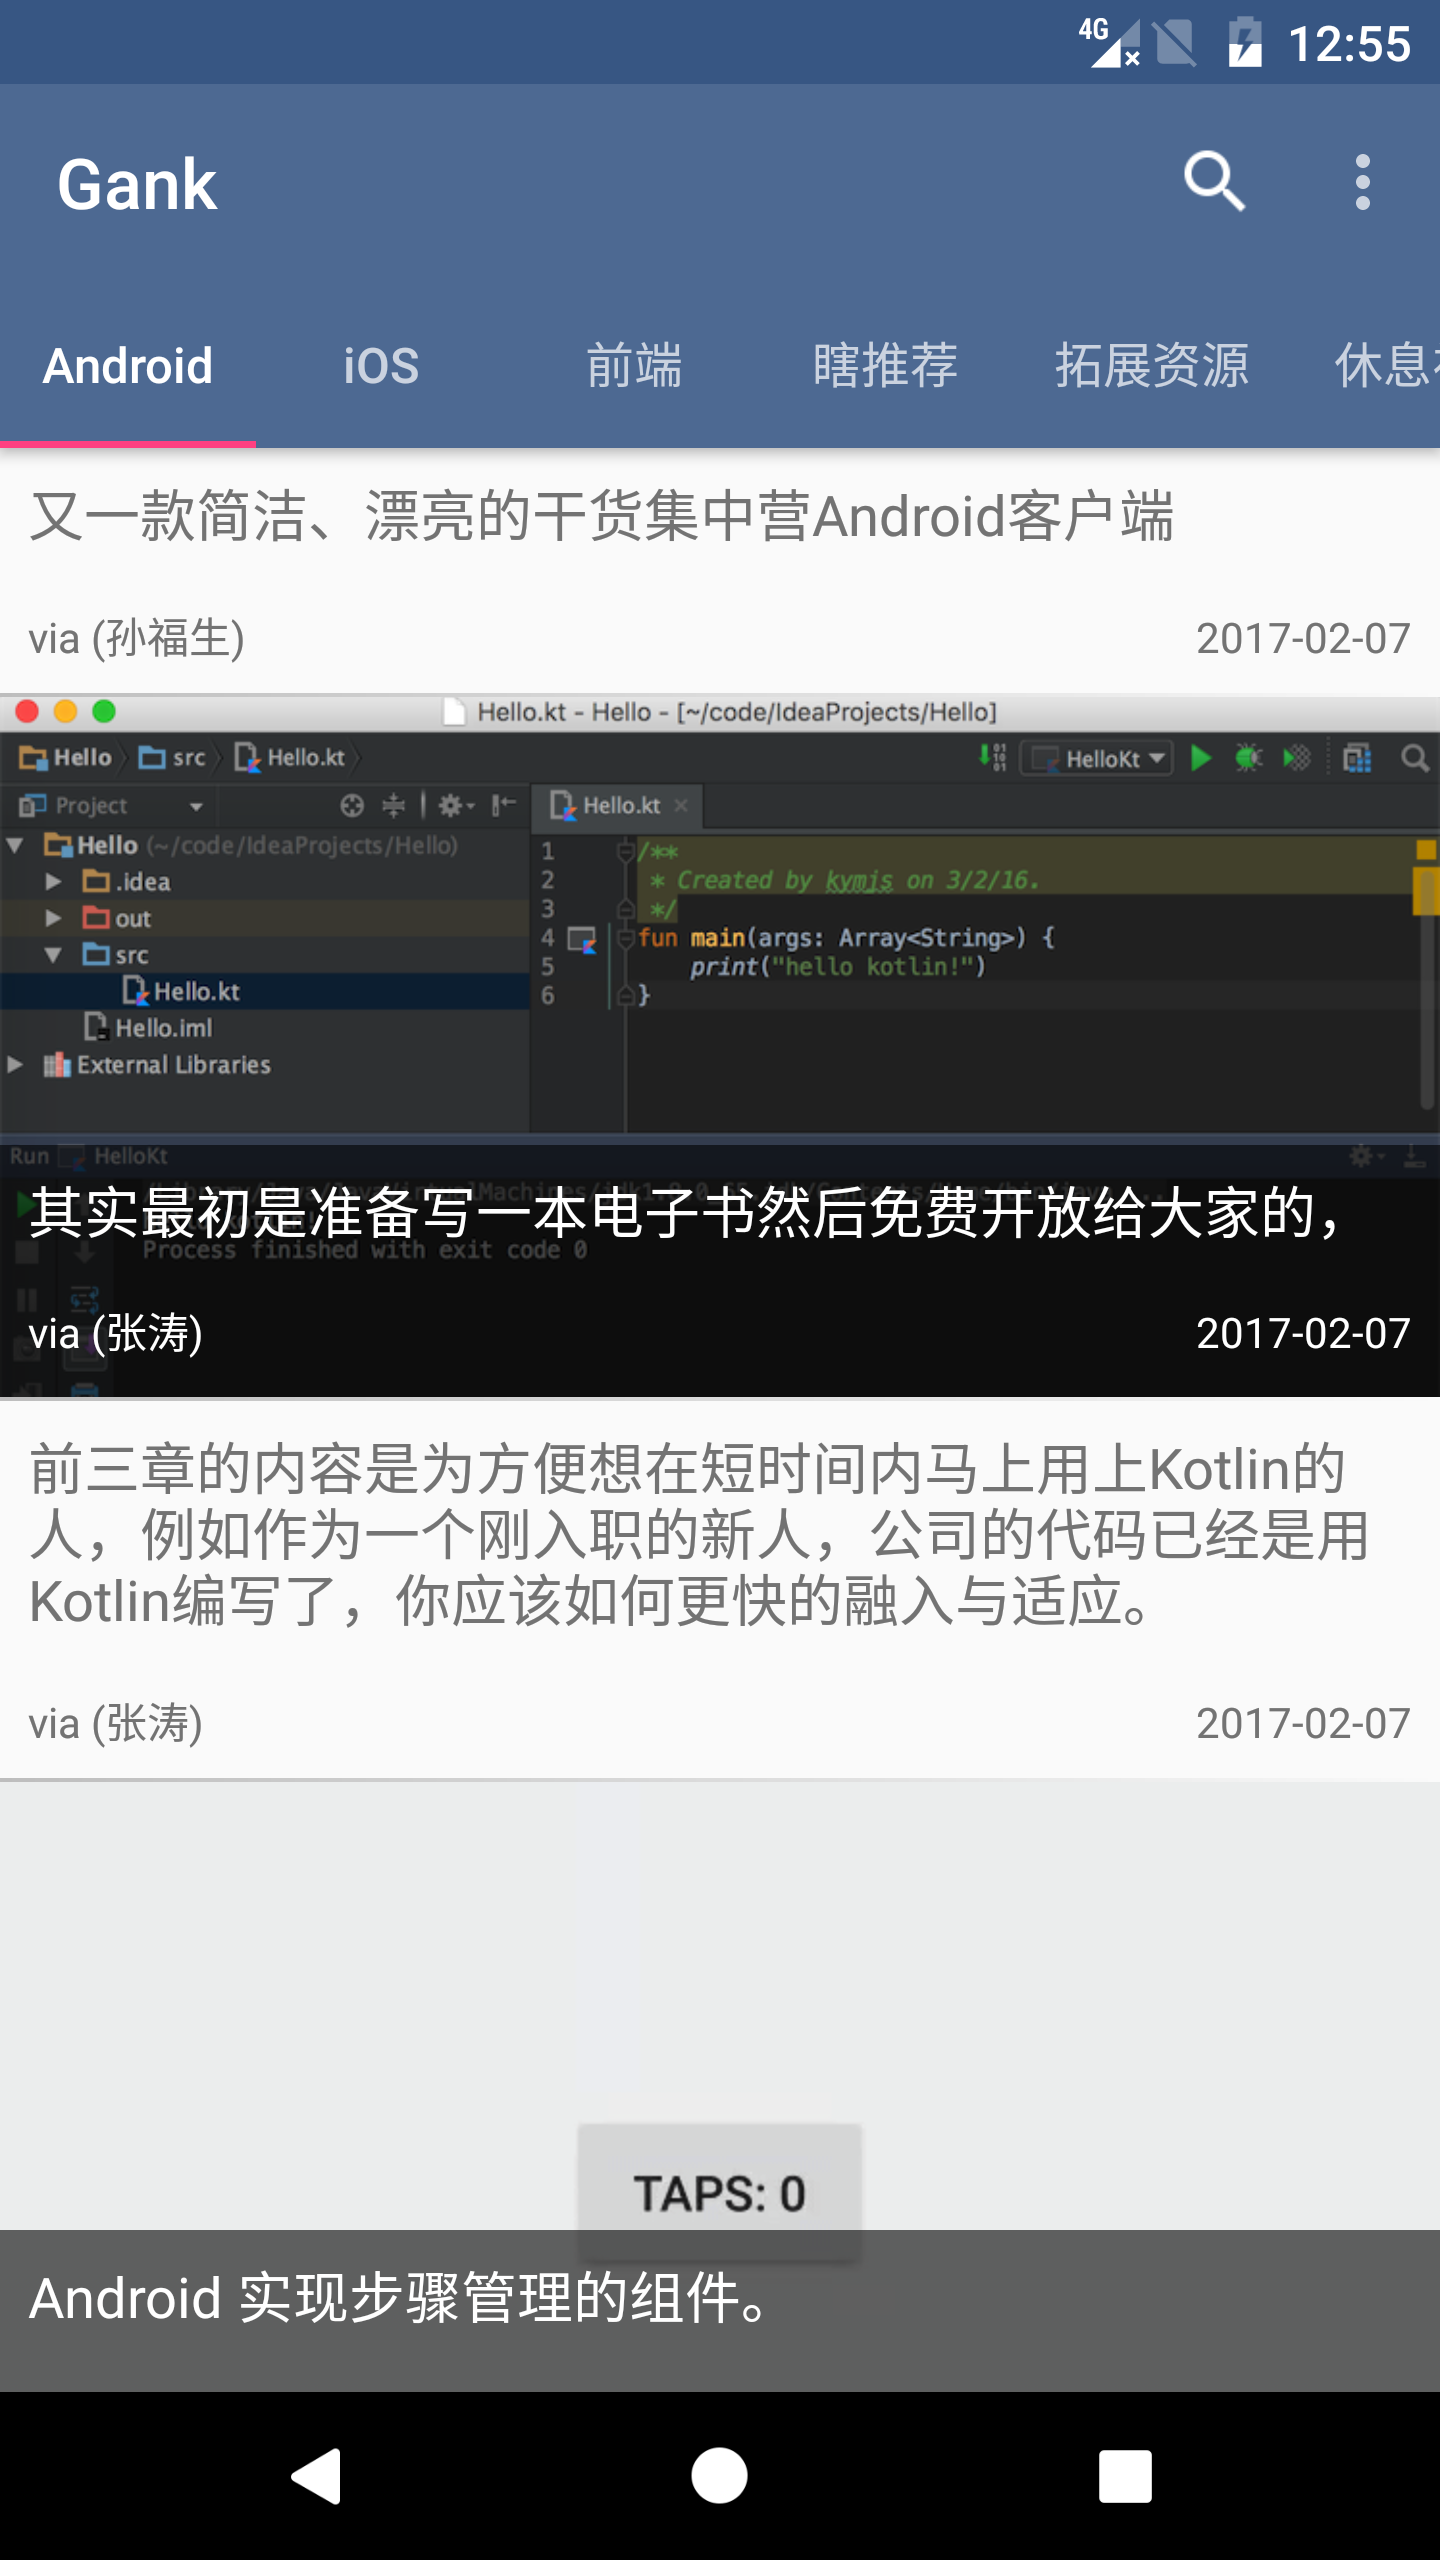 4G 12:55
Gank
Android iOS 前端 瞎推荐 拓展资源 休息
又一款简洁、漂亮的干货集中营Android客户端
via (孙福生) 2017-02-07
Hello.kt - Hello - [~/code/IdeaProjects/Hello]
Hello src Hello.kt HelloKt
Project Hello.kt
Hello (~/code/IdeaProjects/Hello)
.idea
out
src
Hello.kt
Hello.iml
External Libraries
1 /**
2 * Created by kymjs on 3/2/16.
3 */
4 fun main(args: Array<String>) {
5 print("hello kotlin!")
6 }
Run HelloKt
其实最初是准备写一本电子书然后免费开放给大家的，
Process finished with exit code 0
via (张涛) 2017-02-07
前三章的内容是为方便想在短时间内马上用上Kotlin的
人，例如作为一个刚入职的新人，公司的代码已经是用
Kotlin编写了，你应该如何更快的融入与适应。
via (张涛) 2017-02-07
TAPS: 0
Android 实现步骤管理的组件。